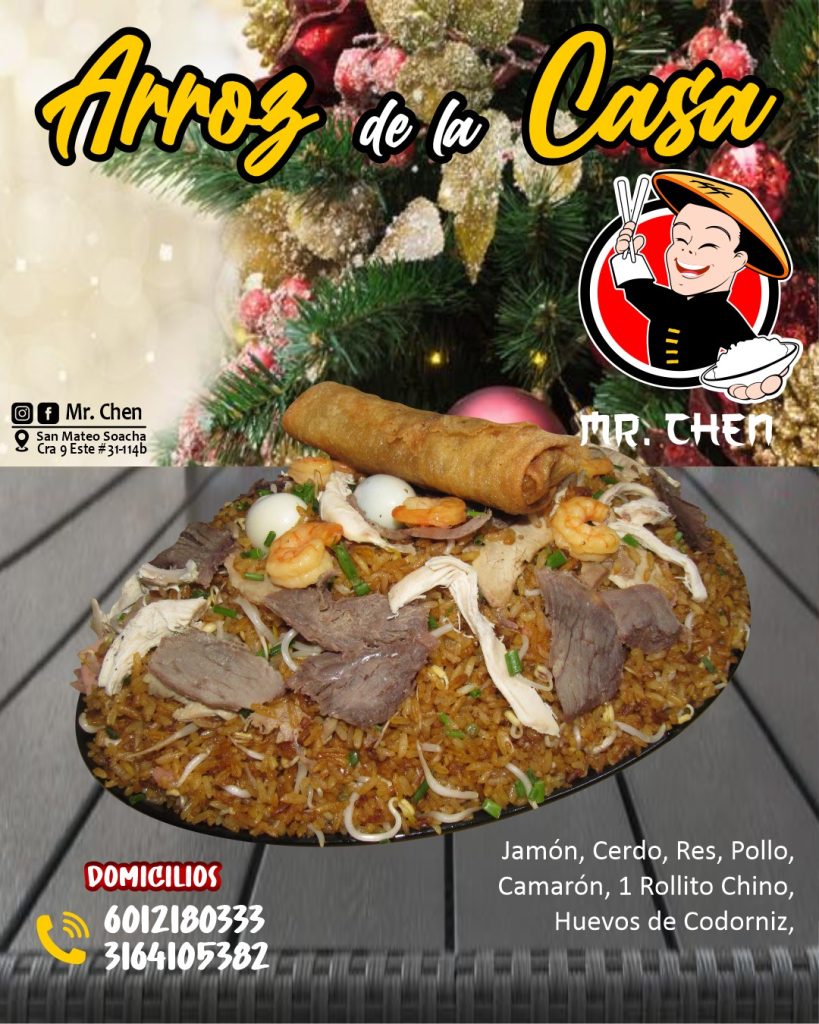 Arroz de la Casa
Mr. Chen
San Mateo Soacha
Cra 9 Este #31-114b
MR. CHEN
Jamón, Cerdo, Res, Pollo,
Camarón, 1 Rollito Chino,
Huevos de Codorniz,
DOMICILIOS
6012180333
3164105382